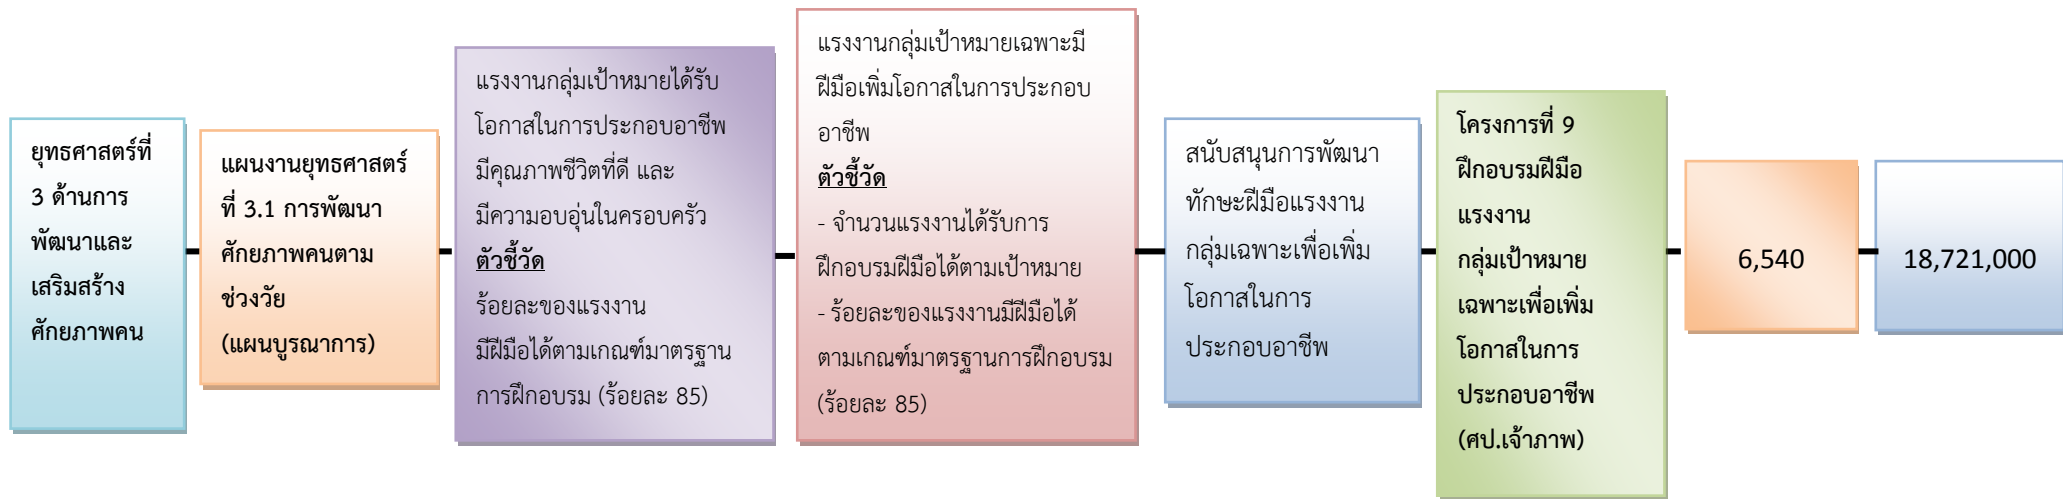 ยุทธศาสตร์ที่
3 ด้านการ
พัฒนาและ
เสริมสร้าง
ศักยภาพคน
แผนงานยุทธศาสตร์
ที่ 3.1 การพัฒนา
ศักยภาพคนตาม
ช่วงวัย
(แผนบูรณาการ)
แรงงานกลุ่มเป้าหมายได้รับ
โอกาสในการประกอบอาชีพ
มีคุณภาพชีวิตที่ดี และ
มีความอบอุ่นในครอบครัว
ตัวชี้วัด
ร้อยละของแรงงาน
มีฝีมือได้ตามเกณฑ์มาตรฐาน
การฝึกอบรม (ร้อยละ 85)
แรงงานกลุ่มเป้าหมายเฉพาะมี
ฝีมือเพิ่มโอกาสในการประกอบ
อาชีพ
ตัวชี้วัด
- จำนวนแรงงานได้รับการ
ฝึกอบรมฝีมือได้ตามเป้าหมาย
- ร้อยละของแรงงานมีฝีมือได้
ตามเกณฑ์มาตรฐานการฝึกอบรม
(ร้อยละ 85)
สนับสนุนการพัฒนา
ทักษะฝีมือแรงงาน
กลุ่มเฉพาะเพื่อเพิ่ม
โอกาสในการ
ประกอบอาชีพ
โครงการที่ 9
ฝึกอบรมฝีมือ
แรงงาน
กลุ่มเป้าหมาย
เฉพาะเพื่อเพิ่ม
โอกาสในการ
ประกอบอาชีพ
(ศป.เจ้าภาพ)
6,540
18,721,000